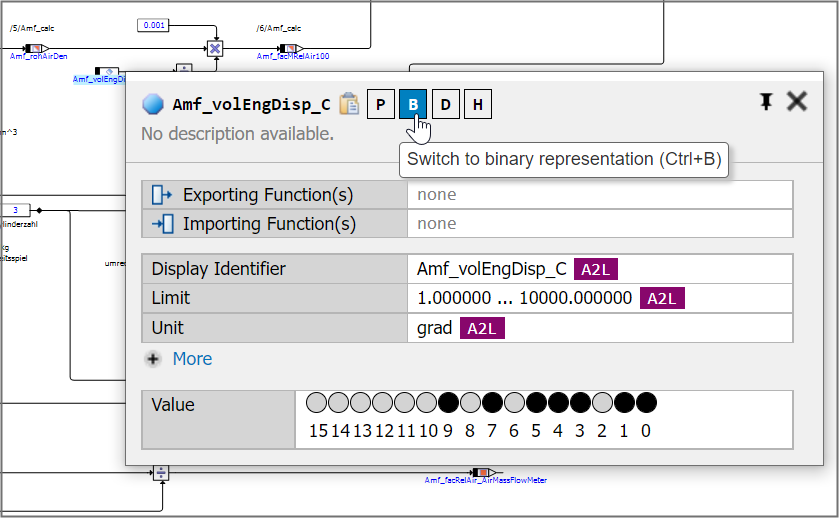 /5/Amf_calc
0.001
/6/Amf_calc
Amf_rohAirDen
Amf_facMRelAir100
Amf_volEngDi
Amf_volEngDisp_C
P B D H
No description available.
Switch to binary representation (Ctrl+B)
m^3
Exporting Function(s) none
Importing Function(s) none
3
linderzahl
kg
eitsspiel
umre
Display Identifier Amf_volEngDisp_C A2L
Limit 1.000000 ... 10000.000000 A2L
Unit grad A2L
More
Value
15 14 13 12 11 10 9 8 7 6 5 4 3 2 1 0
Amf_facRelAir_AirMassFlowMeter